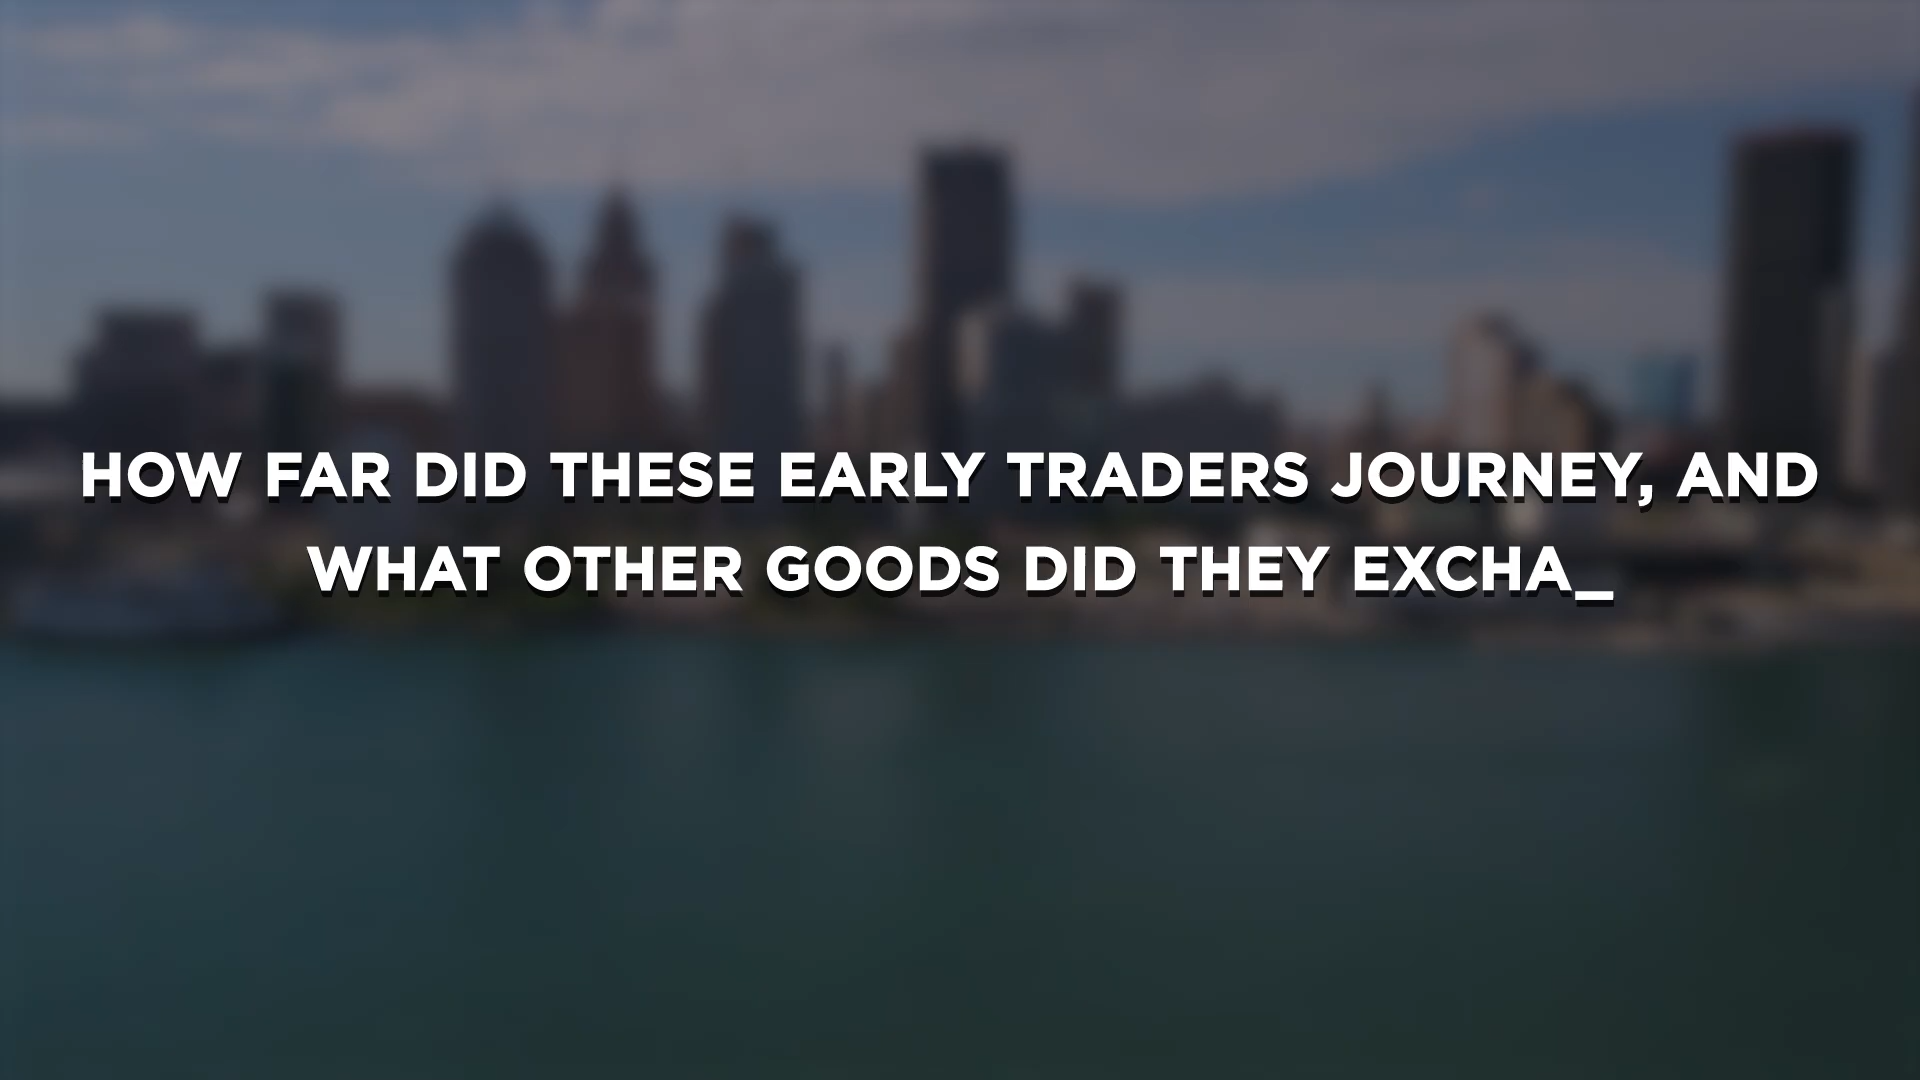 HOW FAR DID THESE EARLY TRADERS JOURNEY, AND
WHAT OTHER GOODS DID THEY EXCHA_